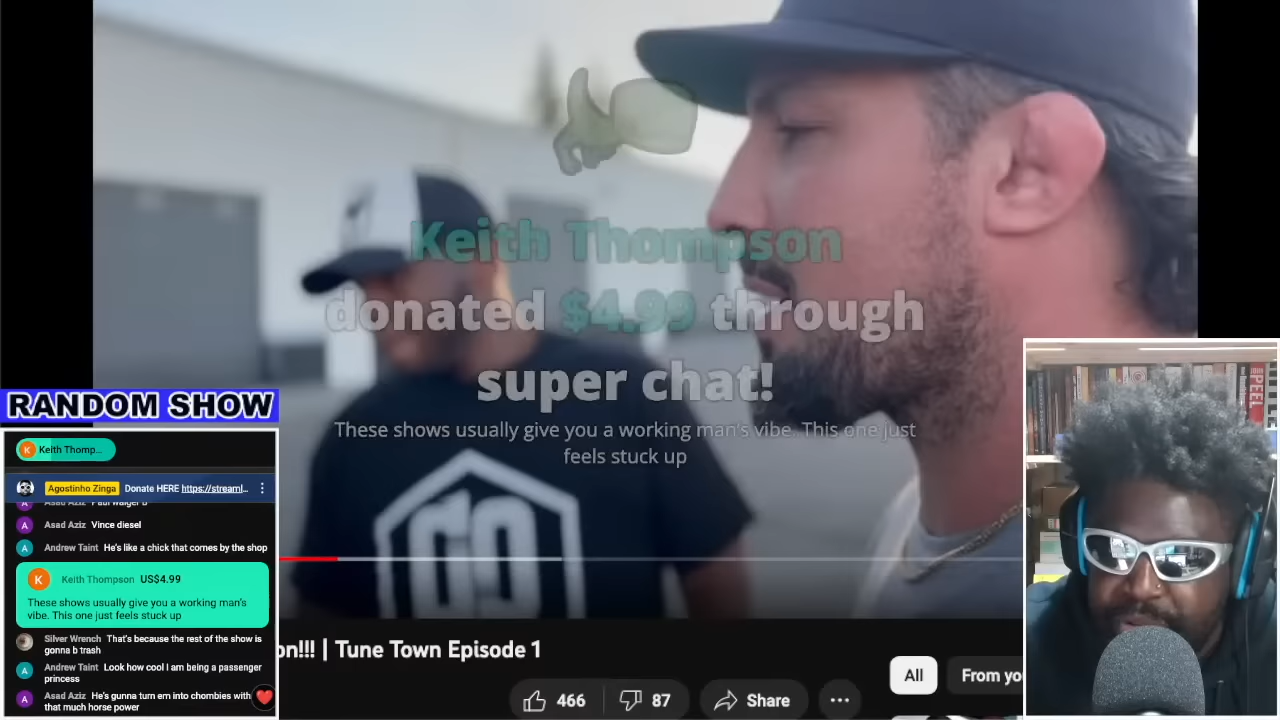 Keith Thompson
donated $4.99 through
super chat!
These shows usually give you a working man's vibe. This one just
feels stuck up
RANDOM SHOW
K Keith Thomp...
Agostinho Zinga Donate HERE https://streaml...
A Asad Aziz Vince diesel
A Andrew Taint He's like a chick that comes by the shop
K Keith Thompson US$4.99
These shows usually give you a working man's
vibe. This one just feels stuck up
Silver Wrench That's because the rest of the show is
gonna b trash
A Andrew Taint Look how cool I am being a passenger
princess
A Asad Aziz He's gunna turn em into chombies with
that much horse power
on!!! | Tune Town Episode 1
466 87 Share
All From yo
PEEL